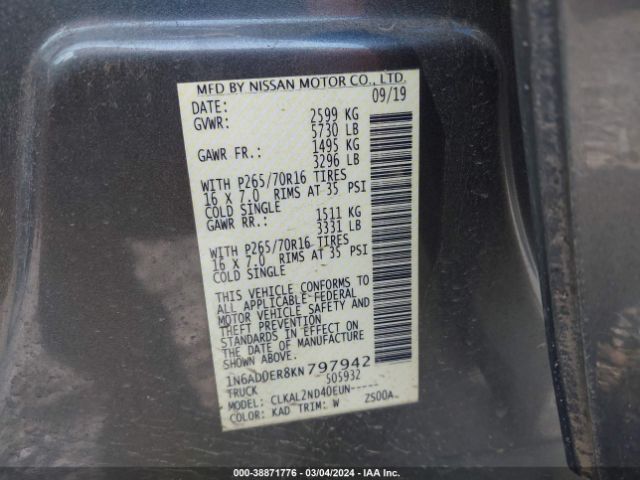 MFD BY NISSAN MOTOR CO., LTD.
DATE: 09/19
GVWR: 2599 KG
5730 LB
GAWR FR.: 1495 KG
3296 LB
WITH P265/70R16 TIRES
16 X 7.0 RIMS AT 35 PSI
COLD SINGLE
GAWR RR.: 1511 KG
3331 LB
WITH P265/70R16 TIRES
16 X 7.0 RIMS AT 35 PSI
COLD SINGLE
THIS VEHICLE CONFORMS TO
ALL APPLICABLE FEDERAL
MOTOR VEHICLE SAFETY AND
THEFT PREVENTION
STANDARDS IN EFFECT ON
THE DATE OF MANUFACTURE
SHOWN ABOVE.
1N6AD0ER8KN797942
TRUCK 505932
MODEL: CLKAL2ND40EUN-----
COLOR: KAD TRIM: W ZS00A
000-38871776 — 03/04/2024 — IAA Inc.